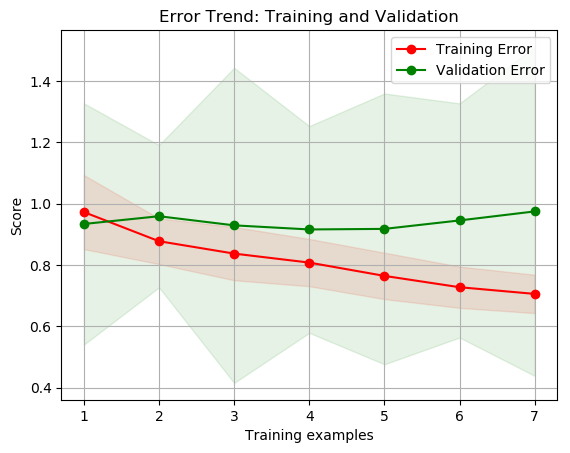 Error Trend: Training and Validation
Training Error
Validation Error
Score
1.4
1.2
1.0
0.8
0.6
0.4
1 2 3 4 5 6 7
Training examples